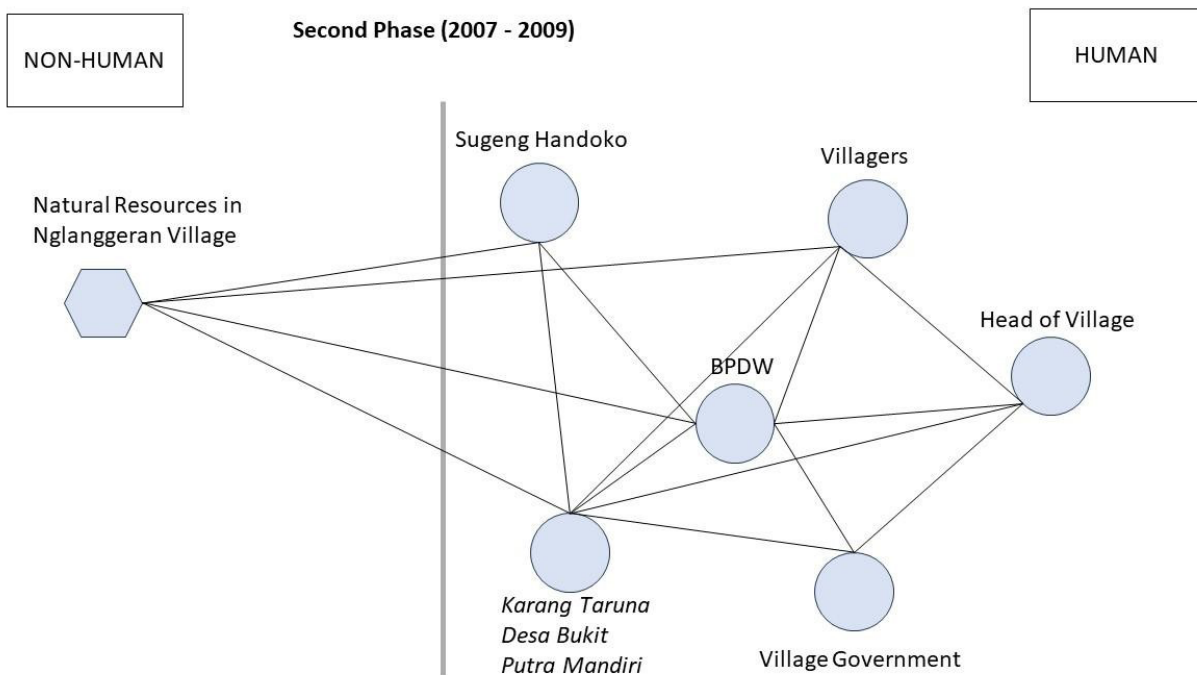 Second Phase (2007 - 2009)
NON-HUMAN
HUMAN
Sugeng Handoko
Villagers
Natural Resources in
Nglanggeran Village
Head of Village
BPDW
Karang Taruna
Desa Bukit
Putra Mandiri
Village Government